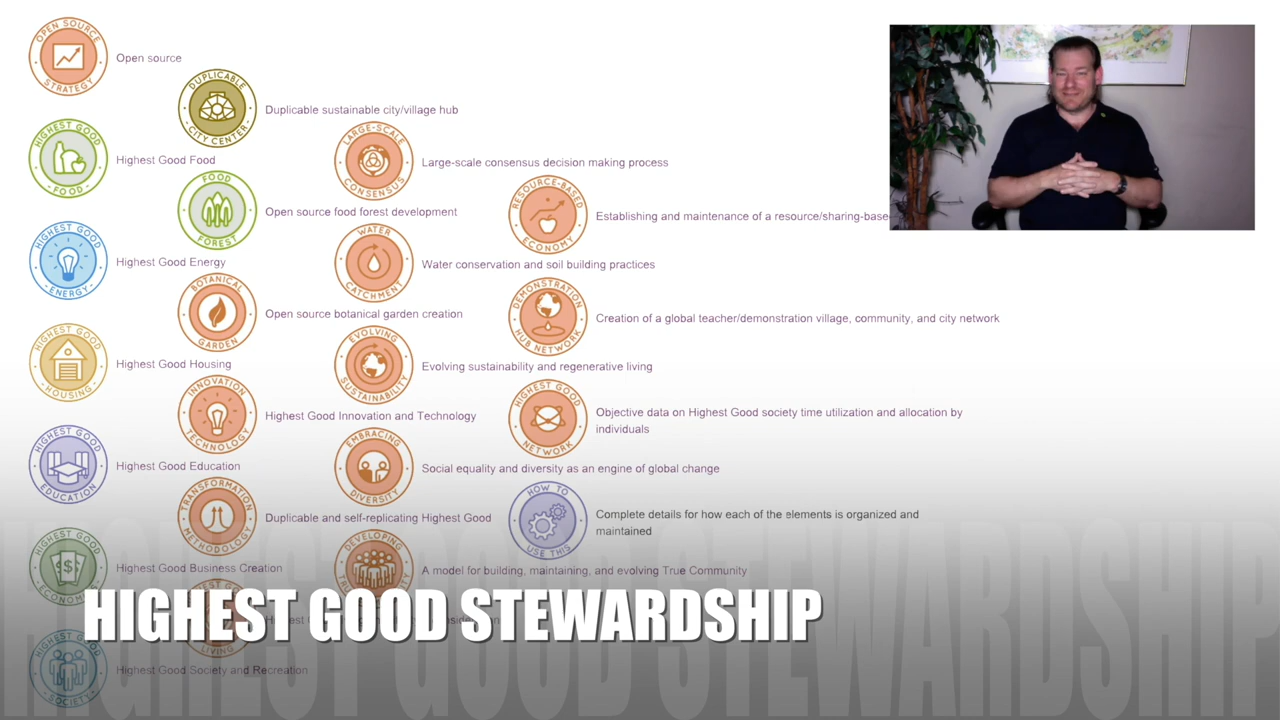 OPEN SOURCE
STRATEGY
Open source
DUPLICABLE
CITY CENTER
Duplicable sustainable city/village hub
HIGHEST GOOD
FOOD
Highest Good Food
LARGE-SCALE
CONSENSUS
Large-scale consensus decision making process
FOOD
FOREST
Open source food forest development
RESOURCE-BASED
ECONOMY
Establishing and maintenance of a resource/sharing-base
HIGHEST GOOD
ENERGY
Highest Good Energy
WATER
CATCHMENT
Water conservation and soil building practices
BOTANICAL
GARDEN
Open source botanical garden creation
DEMONSTRATION
HUB NETWORK
Creation of a global teacher/demonstration village, community, and city network
HIGHEST GOOD
HOUSING
Highest Good Housing
EVOLVING
SUSTAINABILITY
Evolving sustainability and regenerative living
INNOVATION
TECHNOLOGY
Highest Good Innovation and Technology
HIGHEST GOOD
NETWORK
Objective data on Highest Good society time utilization and allocation by
individuals
HIGHEST GOOD
EDUCATION
Highest Good Education
EMBRACING
DIVERSITY
Social equality and diversity as an engine of global change
TRANSFORMATION
METHODOLOGY
Duplicable and self-replicating Highest Good
HOW TO
USE THIS
Complete details for how each of the elements is organized and
maintained
HIGHEST GOOD
$
Highest Good Business Creation
DEVELOPING
A model for building, maintaining, and evolving True Community
HIGHEST GOOD STEWARDSHIP
LIVING
HIGHEST GOOD
SOCIETY
Highest Good Society and Recreation
HIGHEST GOOD STEWARDSHIP